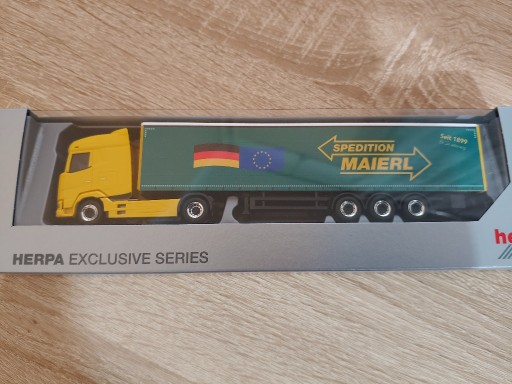 SPEDITION
MAIERL
Seit 1899
HERPA EXCLUSIVE SERIES
he